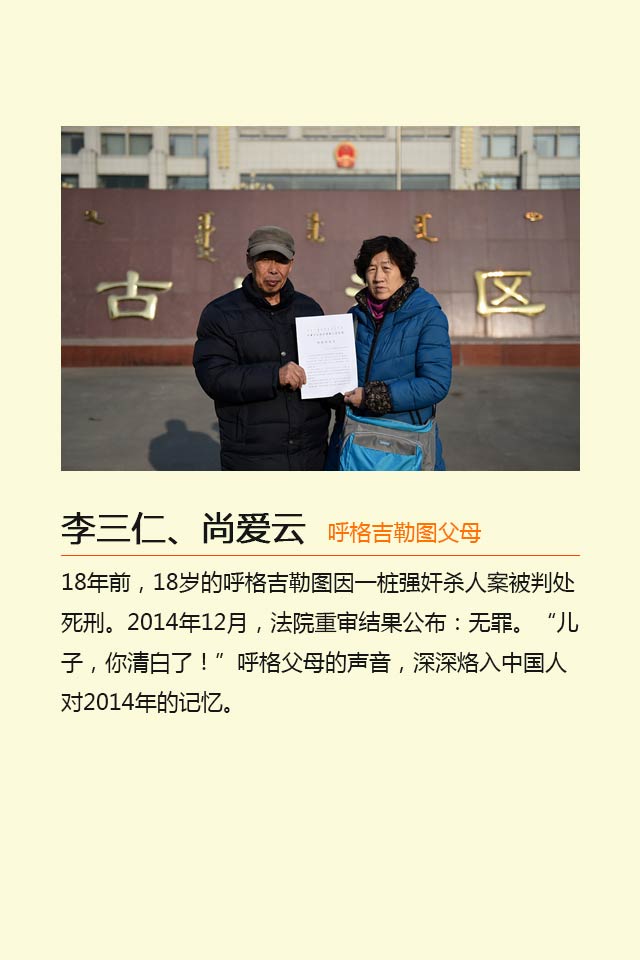 古 区
李三仁、尚爱云 呼格吉勒图父母
18年前，18岁的呼格吉勒图因一桩强奸杀人案被判处
死刑。2014年12月，法院重审结果公布：无罪。“儿
子，你清白了！”呼格父母的声音，深深烙入中国人
对2014年的记忆。